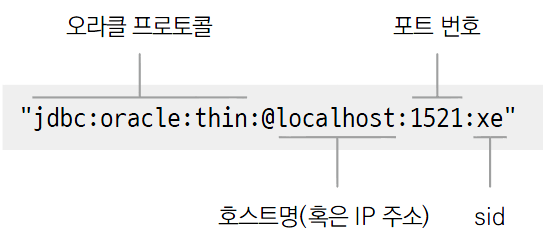 오라클 프로토콜 포트 번호
"jdbc:oracle:thin:@localhost:1521:xe"
호스트명(혹은 IP 주소) sid